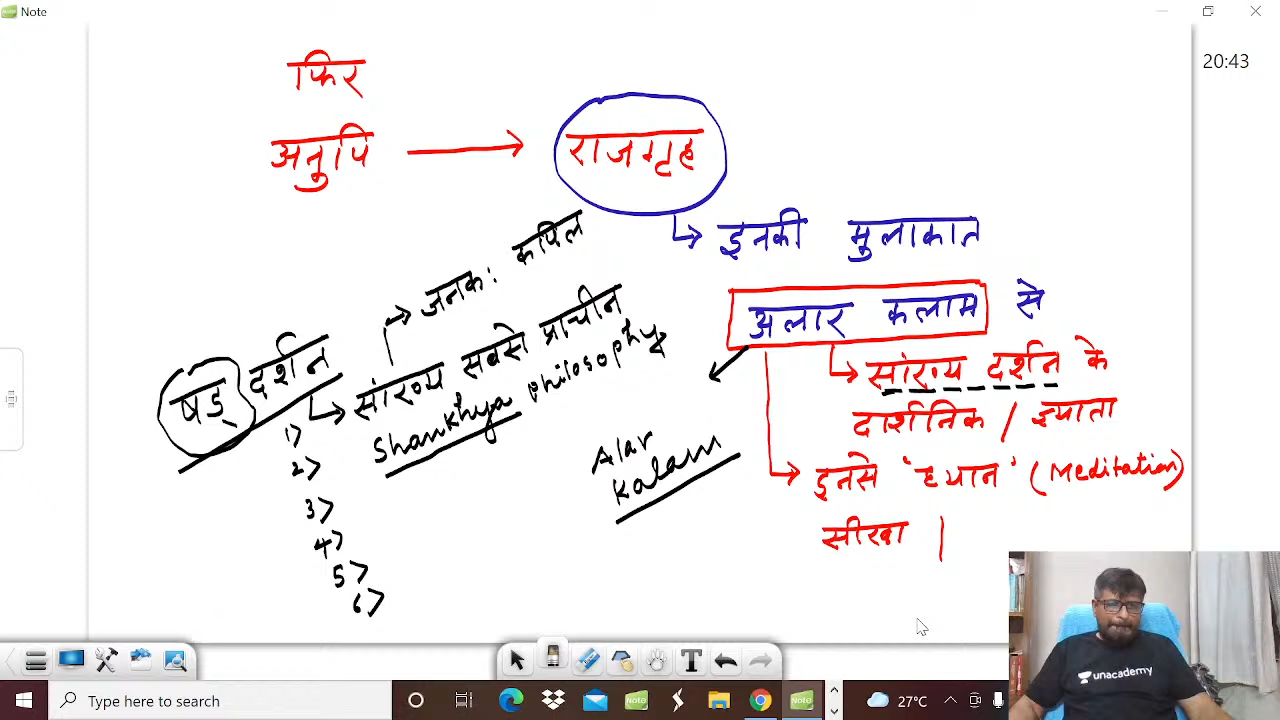 Note
20:43
फिर
अनुपि → राजगृह
इनकी मुलाकात
जनक: कपिल
अलार कलाम से
षड् दर्शन
सांख्य सबसे प्राचीन
Shankhya philosophy
सांख्य दर्शन के
दार्शनिक / ज्ञाता
Alar
Kalam
इनसे 'ध्यान' (Meditation)
सीखा |
1>
2>
3>
4>
5>
6>
unacademy
Type here to search
27°C
Note